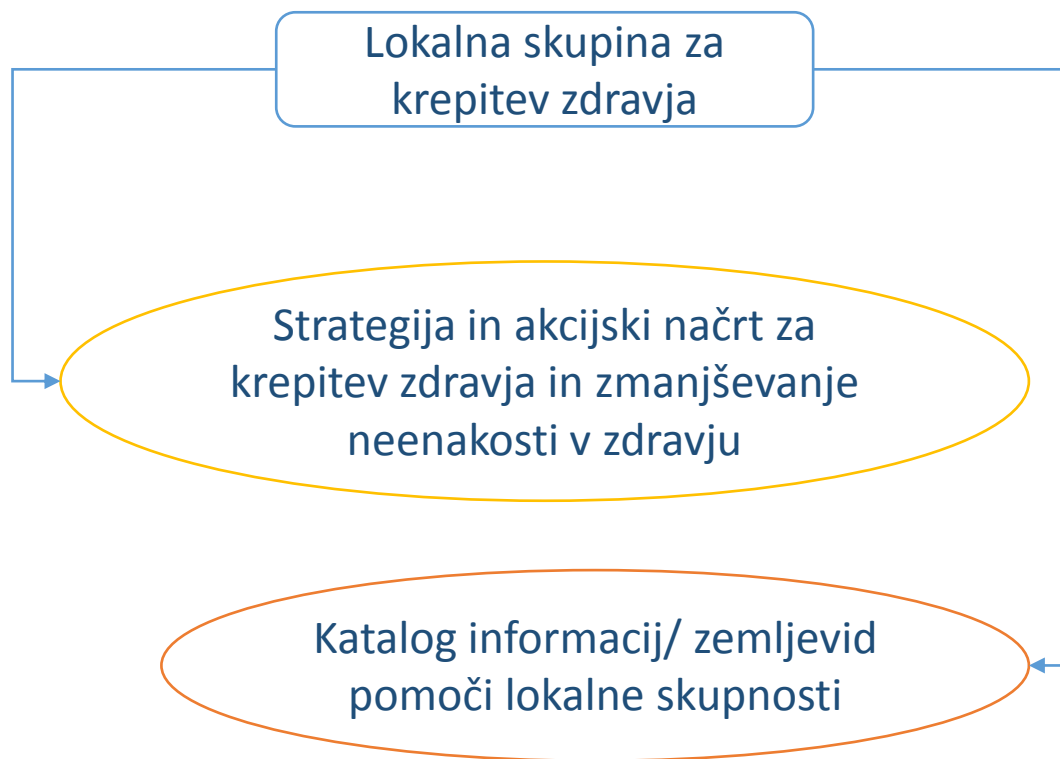 Lokalna skupina za
krepitev zdravja
Strategija in akcijski načrt za
krepitev zdravja in zmanjševanje
neenakosti v zdravju
Katalog informacij/ zemljevid
pomoči lokalne skupnosti